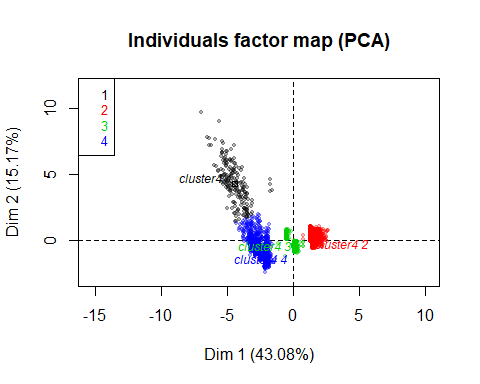 Individuals factor map (PCA)
1
2
3
4
cluster4
cluster4 2
cluster4 3
cluster4 4
10
5
0
-15
-10
-5
0
5
10
Dim 2 (15.17%)
Dim 1 (43.08%)